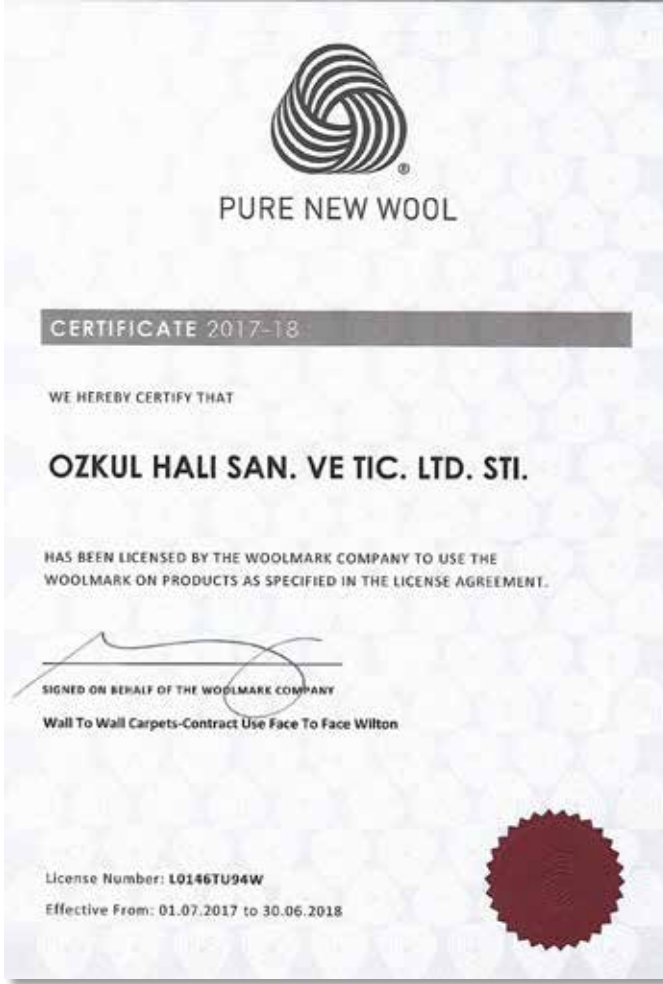 ®
PURE NEW WOOL
CERTIFICATE 2017-18
WE HEREBY CERTIFY THAT
OZKUL HALI SAN. VE TIC. LTD. STI.
HAS BEEN LICENSED BY THE WOOLMARK COMPANY TO USE THE
WOOLMARK ON PRODUCTS AS SPECIFIED IN THE LICENSE AGREEMENT.
SIGNED ON BEHALF OF THE WOOLMARK COMPANY
Wall To Wall Carpets-Contract Use Face To Face Wilton
License Number: L0146TU94W
Effective From: 01.07.2017 to 30.06.2018